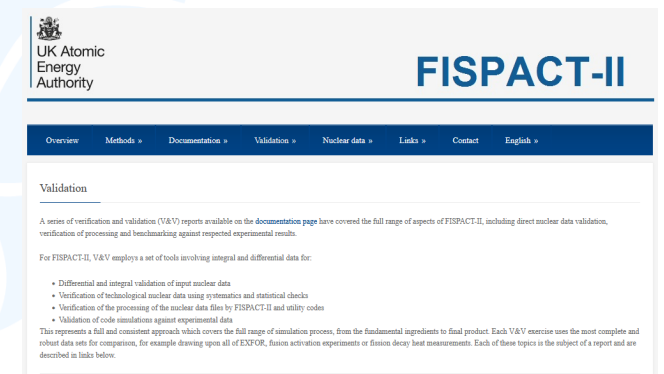 UK Atomic
Energy
Authority
FISPACT-II
Overview Methods » Documentation » Validation » Nuclear data » Links » Contact English »
Validation
A series of verification and validation (V&V) reports available on the documentation page have covered the full range of aspects of FISPACT-II, including direct nuclear data validation,
verification of processing and benchmarking against respected experimental results.
For FISPACT-II, V&V employs a set of tools involving integral and differential data for:
• Differential and integral validation of input nuclear data
• Verification of technological nuclear data using systematics and statistical checks
• Verification of the processing of the nuclear data files by FISPACT-II and utility codes
• Validation of code simulations against experimental data
This represents a full and consistent approach which covers the full range of simulation process, from the fundamental ingredients to final product. Each V&V exercise uses the most complete and
robust data sets for comparison, for example drawing upon all of EXFOR, fusion activation experiments or fission decay heat measurements. Each of these topics is the subject of a report and are
described in links below.